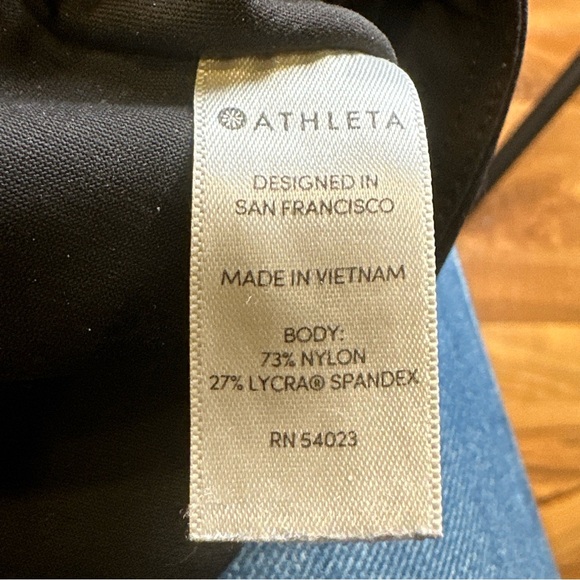 ATHLETA
DESIGNED IN
SAN FRANCISCO
MADE IN VIETNAM
BODY:
73% NYLON
27% LYCRA® SPANDEX
RN 54023